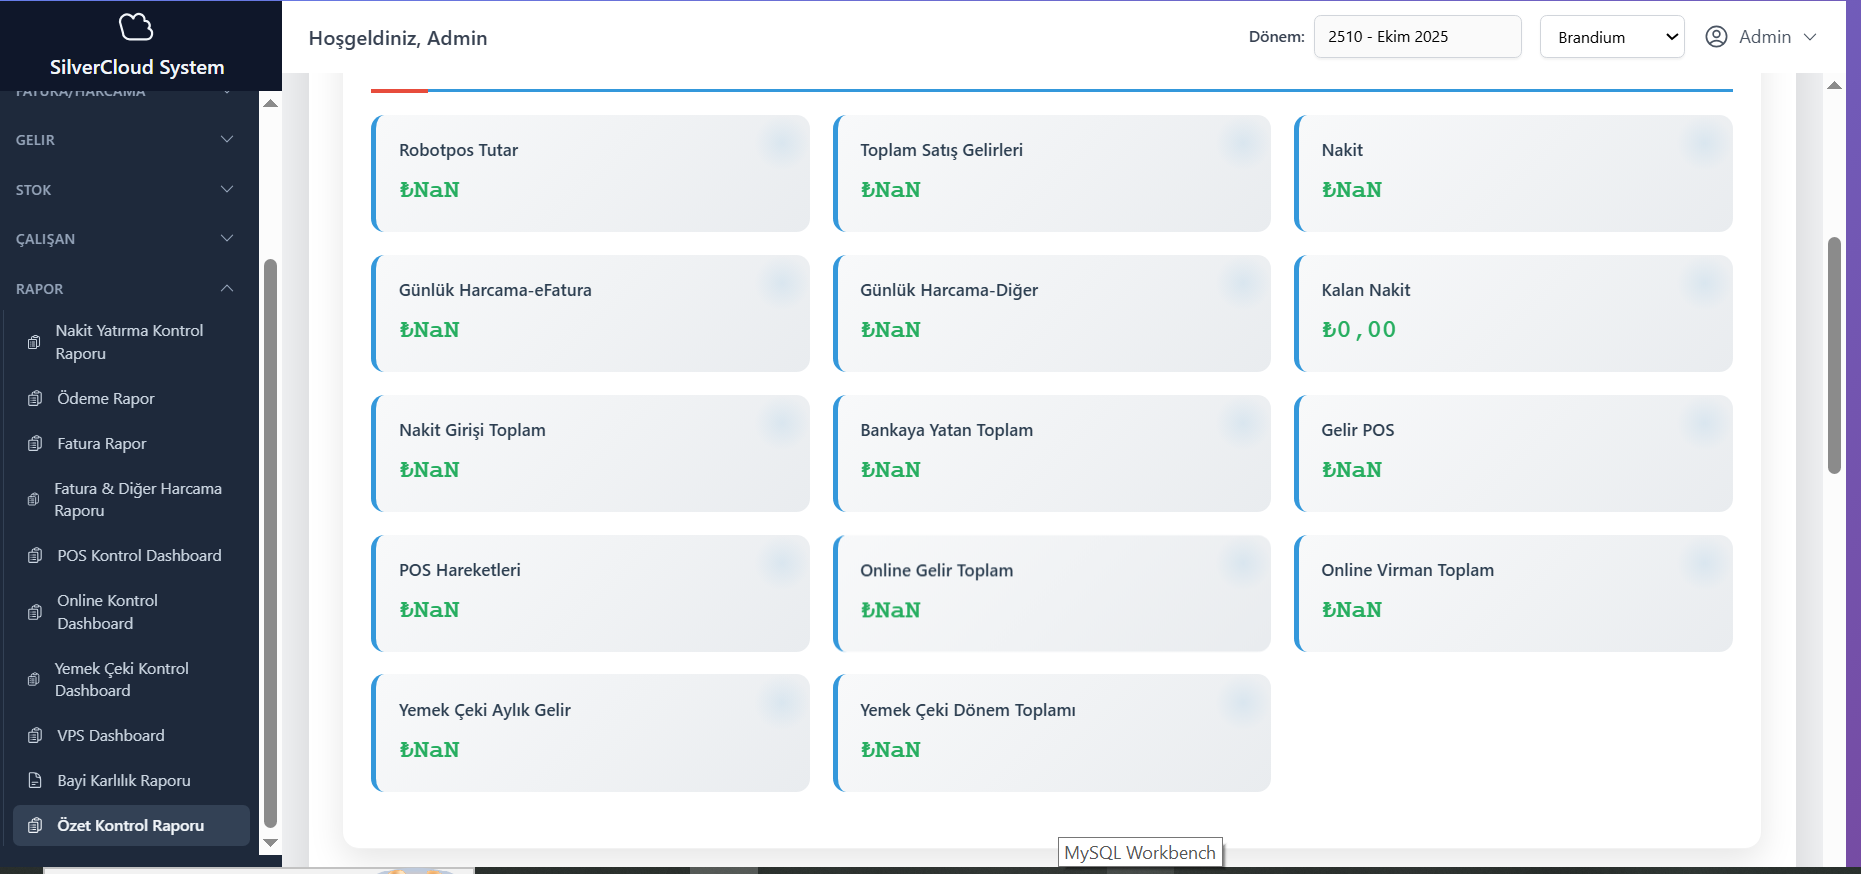 SilverCloud System
Hoşgeldiniz, Admin
Dönem:
2510 - Ekim 2025
Brandium
Admin
FATURA/HARCAMA
GELIR
STOK
ÇALIŞAN
RAPOR
Nakit Yatırma Kontrol
Raporu
Ödeme Rapor
Fatura Rapor
Fatura & Diğer Harcama
Raporu
POS Kontrol Dashboard
Online Kontrol
Dashboard
Yemek Çeki Kontrol
Dashboard
VPS Dashboard
Bayi Karlılık Raporu
Özet Kontrol Raporu
Robotpos Tutar
₺NaN
Toplam Satış Gelirleri
₺NaN
Nakit
₺NaN
Günlük Harcama-eFatura
₺NaN
Günlük Harcama-Diğer
₺NaN
Kalan Nakit
₺0,00
Nakit Girişi Toplam
₺NaN
Bankaya Yatan Toplam
₺NaN
Gelir POS
₺NaN
POS Hareketleri
₺NaN
Online Gelir Toplam
₺NaN
Online Virman Toplam
₺NaN
Yemek Çeki Aylık Gelir
₺NaN
Yemek Çeki Dönem Toplamı
₺NaN
MySQL Workbench